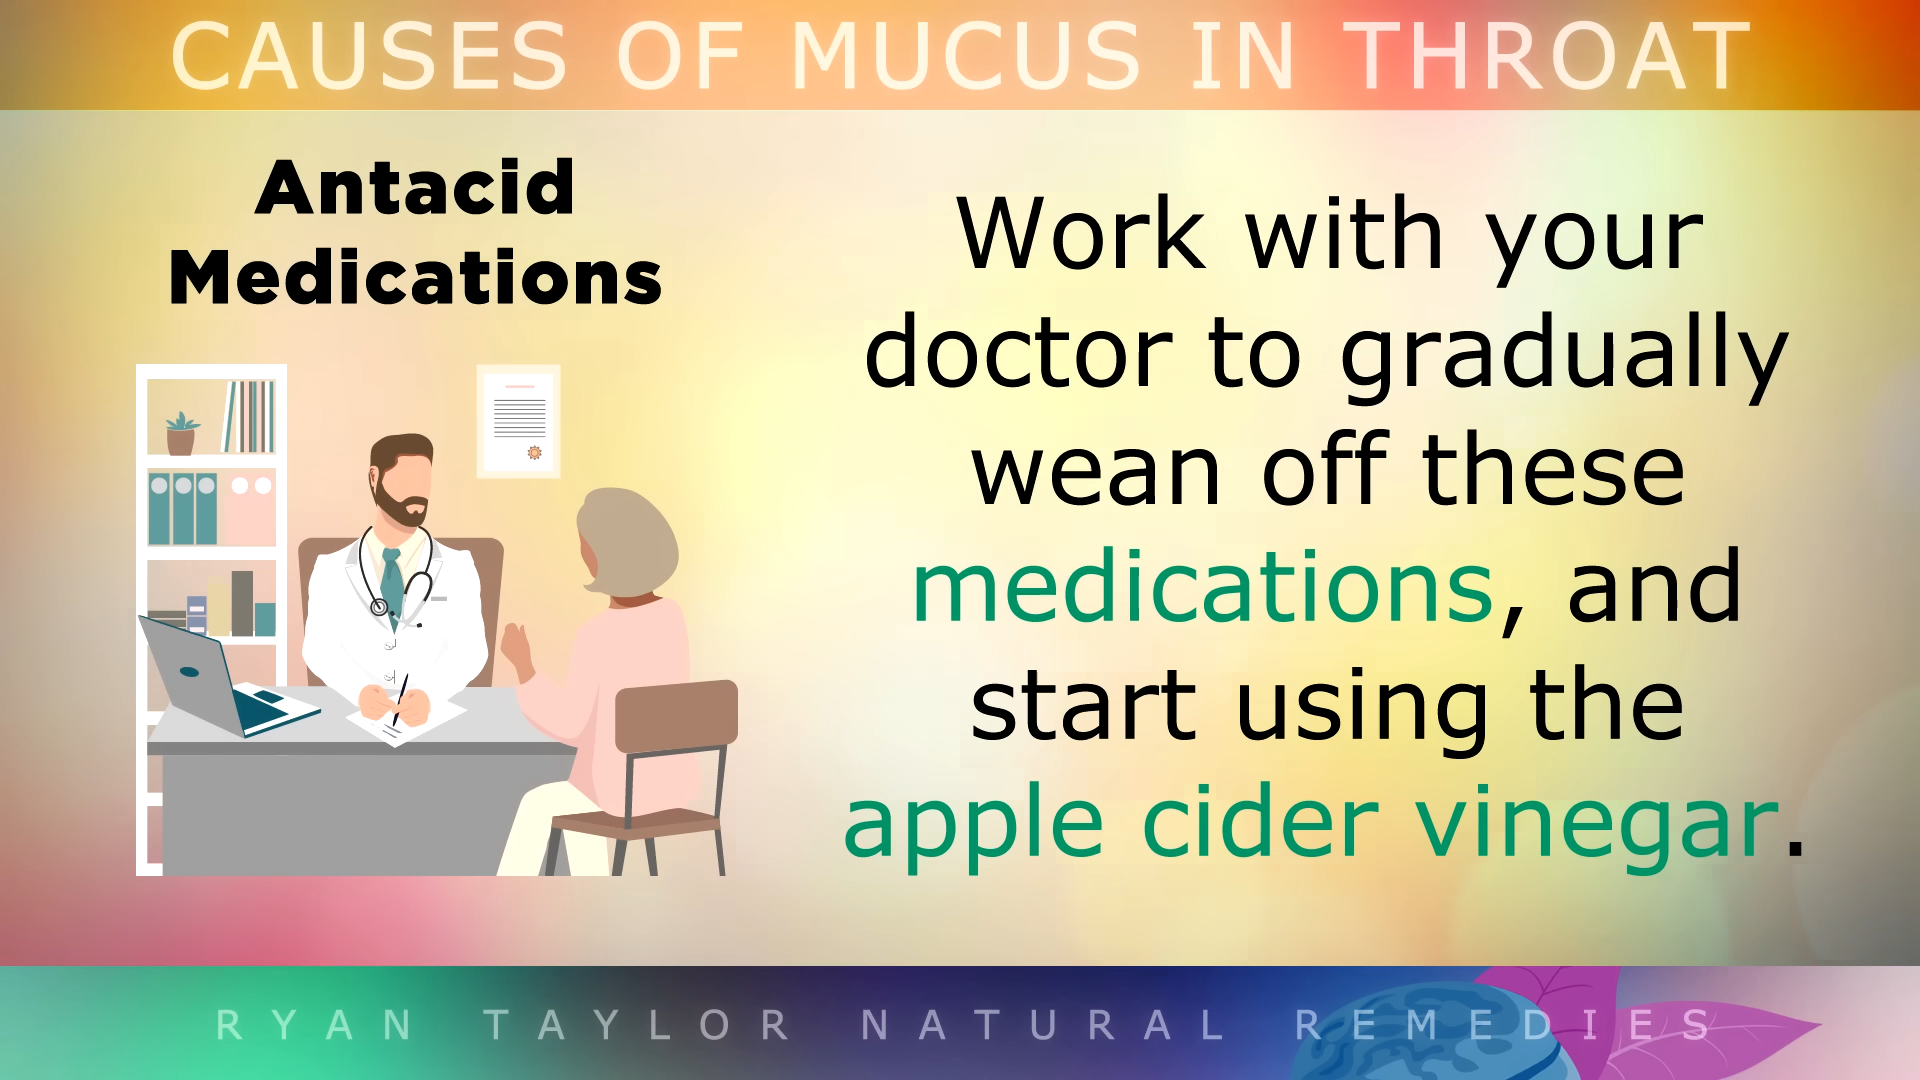 CAUSES OF MUCUS IN THROAT
Antacid
Medications
Work with your
doctor to gradually
wean off these
medications, and
start using the
apple cider vinegar.
RYAN TAYLOR NATURAL REMEDIES